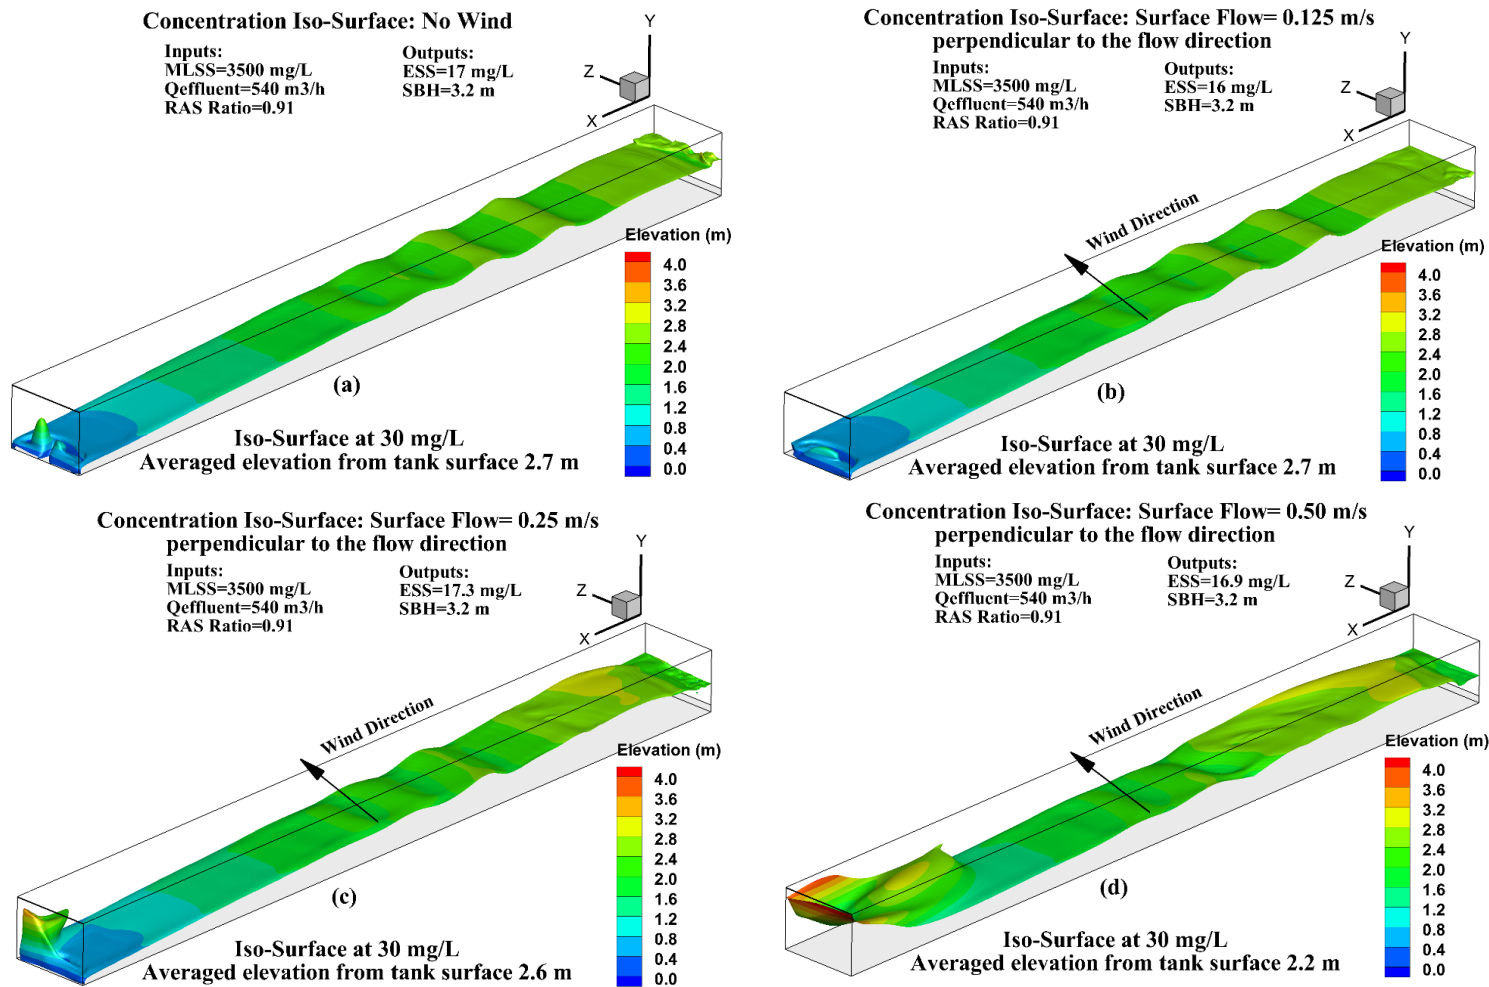 Concentration Iso-Surface: No Wind
Inputs:
MLSS=3500 mg/L
Qeffluent=540 m3/h
RAS Ratio=0.91
Outputs:
ESS=17 mg/L
SBH=3.2 m
Y
Z
X
Elevation (m)
4.0
3.6
3.2
2.8
2.4
2.0
1.6
1.2
0.8
0.4
0.0
(a)
Iso-Surface at 30 mg/L
Averaged elevation from tank surface 2.7 m
Concentration Iso-Surface: Surface Flow= 0.125 m/s
perpendicular to the flow direction
Inputs:
MLSS=3500 mg/L
Qeffluent=540 m3/h
RAS Ratio=0.91
Outputs:
ESS=16 mg/L
SBH=3.2 m
Y
Z
X
Wind Direction
Elevation (m)
4.0
3.6
3.2
2.8
2.4
2.0
1.6
1.2
0.8
0.4
0.0
(b)
Iso-Surface at 30 mg/L
Averaged elevation from tank surface 2.7 m
Concentration Iso-Surface: Surface Flow= 0.25 m/s
perpendicular to the flow direction
Inputs:
MLSS=3500 mg/L
Qeffluent=540 m3/h
RAS Ratio=0.91
Outputs:
ESS=17.3 mg/L
SBH=3.2 m
Y
Z
X
Wind Direction
Elevation (m)
4.0
3.6
3.2
2.8
2.4
2.0
1.6
1.2
0.8
0.4
0.0
(c)
Iso-Surface at 30 mg/L
Averaged elevation from tank surface 2.6 m
Concentration Iso-Surface: Surface Flow= 0.50 m/s
perpendicular to the flow direction
Inputs:
MLSS=3500 mg/L
Qeffluent=540 m3/h
RAS Ratio=0.91
Outputs:
ESS=16.9 mg/L
SBH=3.2 m
Y
Z
X
Wind Direction
Elevation (m)
4.0
3.6
3.2
2.8
2.4
2.0
1.6
1.2
0.8
0.4
0.0
(d)
Iso-Surface at 30 mg/L
Averaged elevation from tank surface 2.2 m